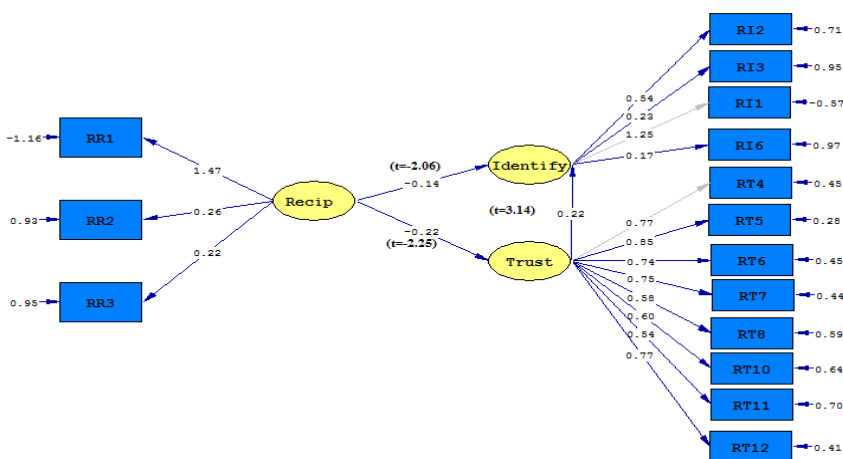 RI2 0.71
RI3 0.95
RI1 -0.57
RI6 0.97
RT4 0.45
RT5 0.28
RT6 0.45
RT7 0.44
RT8 0.59
RT10 0.64
RT11 0.70
RT12 0.41
0.54
0.23
1.25
0.17
0.77
0.85
0.74
0.75
0.58
0.60
0.54
0.77
-1.16 RR1
0.93 RR2
0.95 RR3
1.47
0.26
0.22
Recip
(t=-2.06)
-0.14
Identify
(t=3.14)
0.22
-0.22
(t=-2.25)
Trust